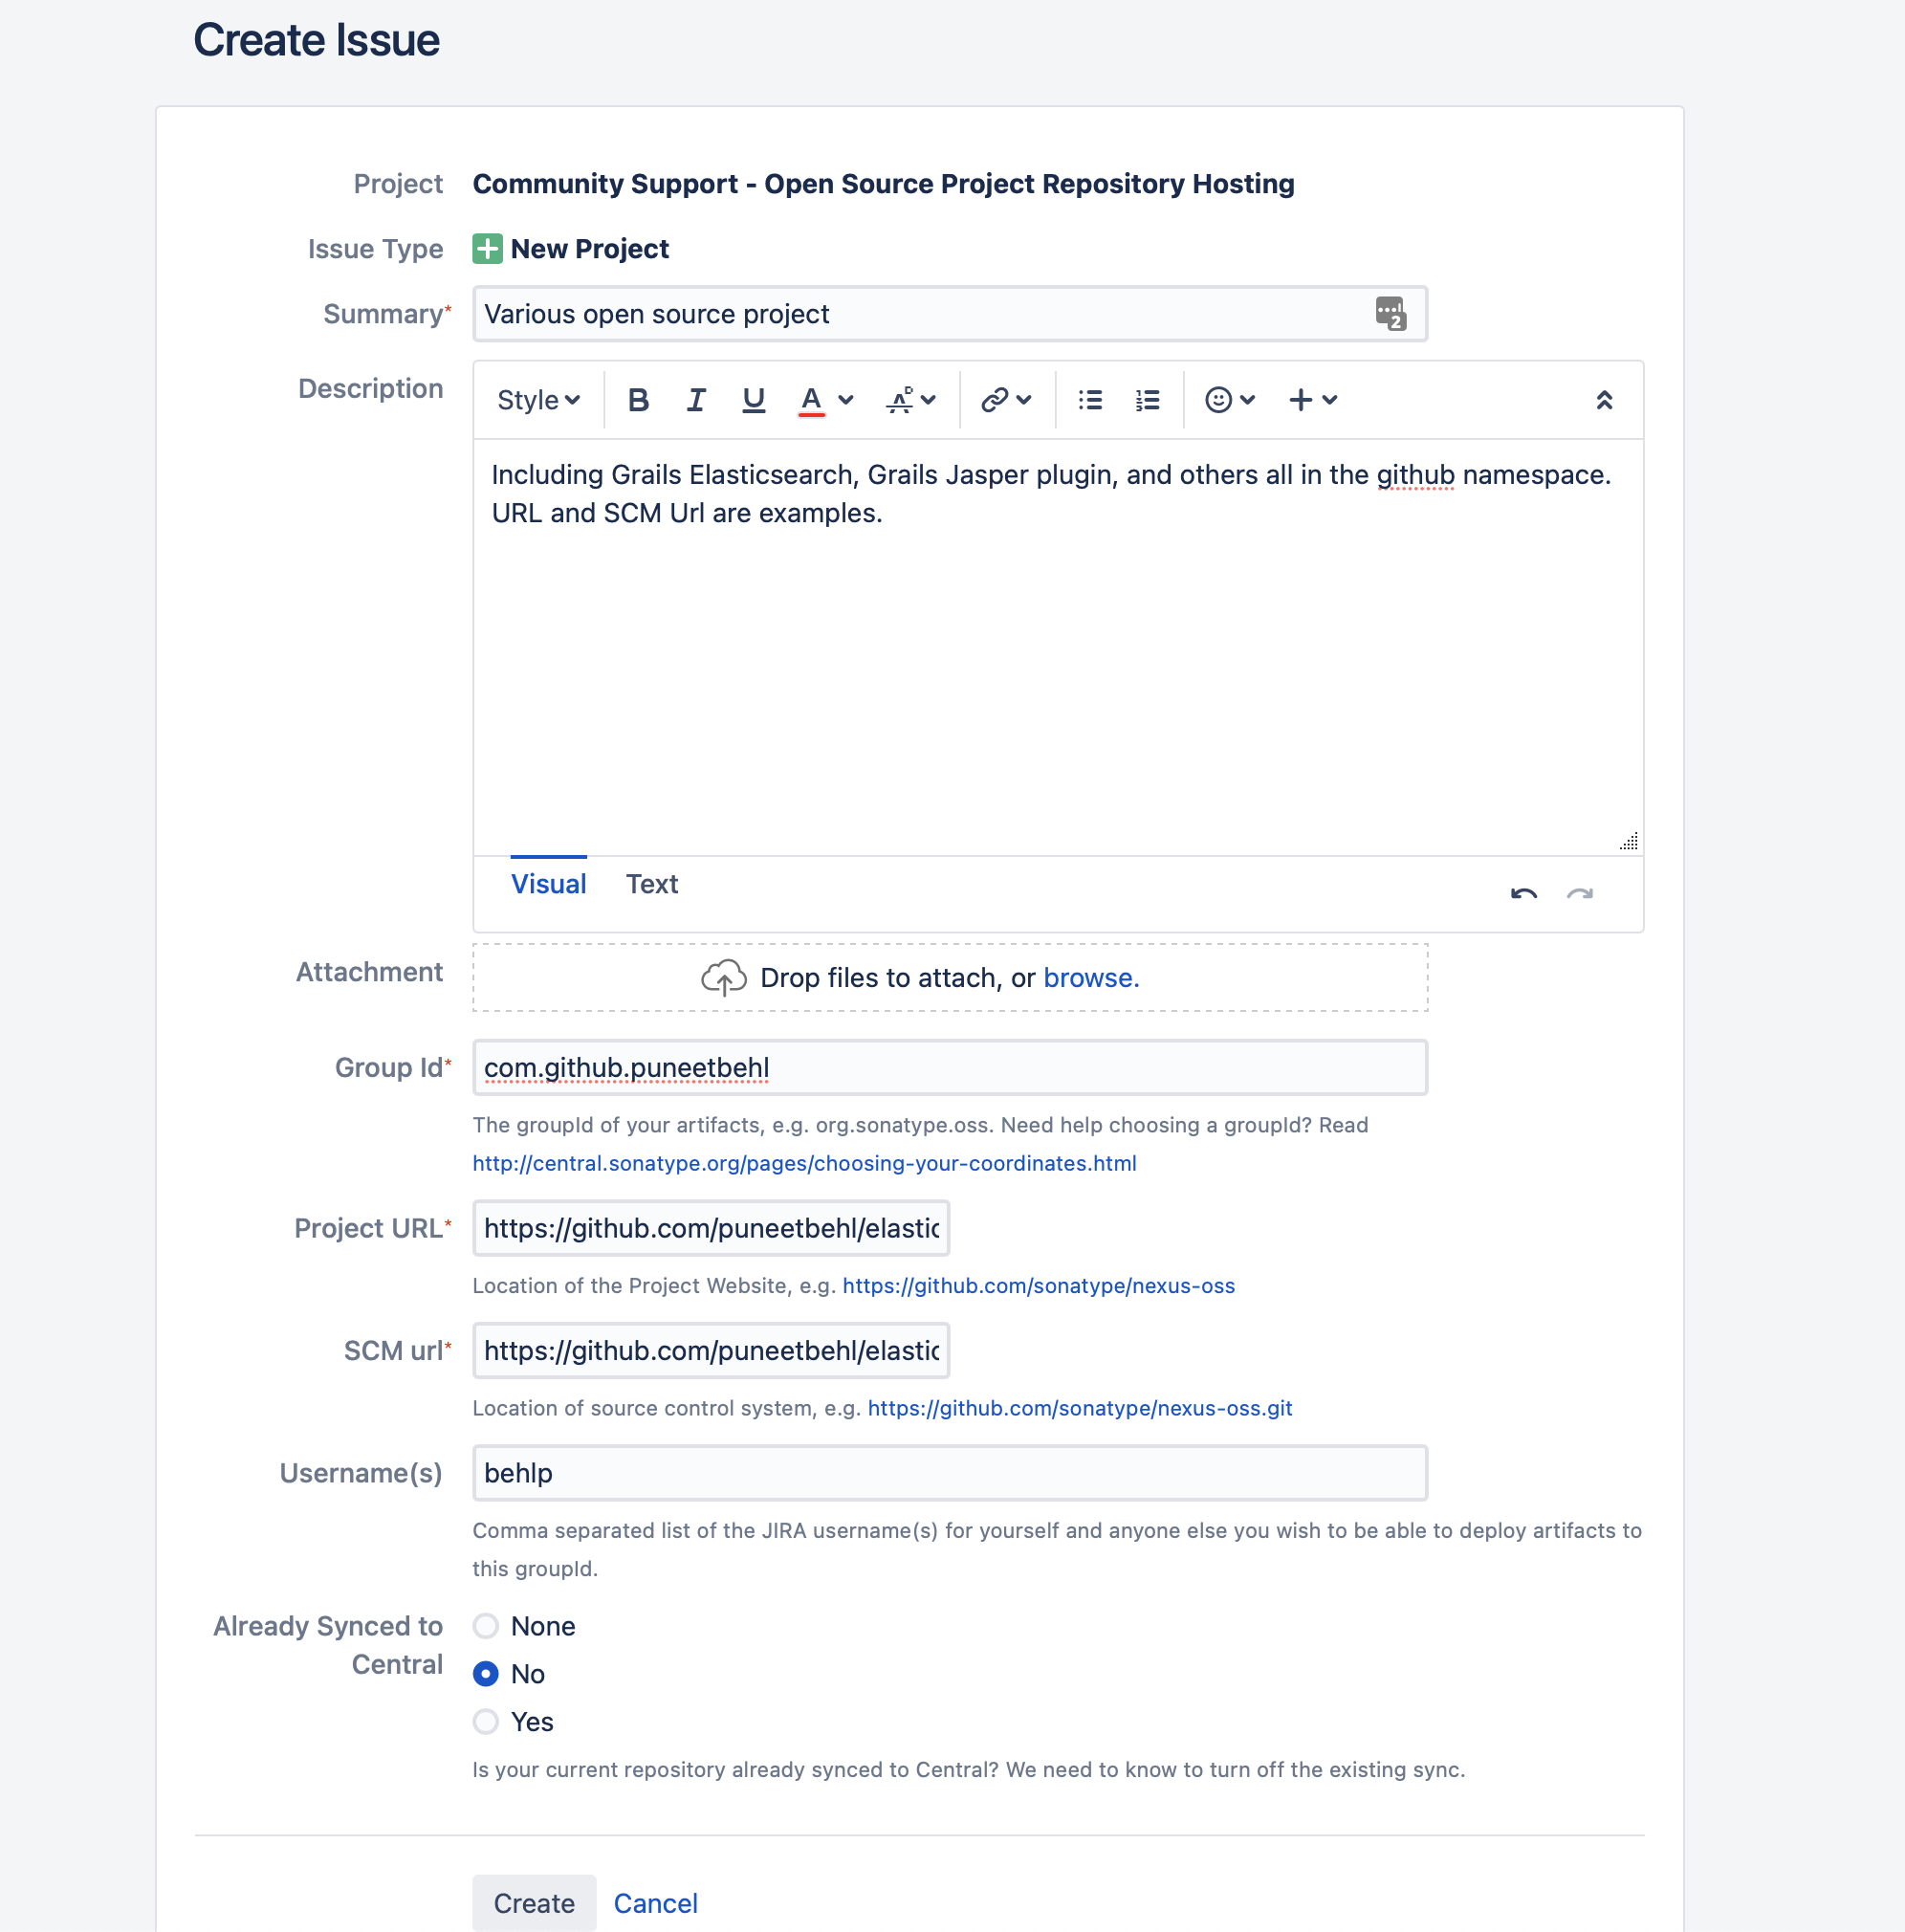 Create Issue
Project Community Support - Open Source Project Repository Hosting
Issue Type New Project
Summary* Various open source project
2
Description
Style B I U A
Including Grails Elasticsearch, Grails Jasper plugin, and others all in the github namespace.
URL and SCM Url are examples.
Visual Text
Attachment Drop files to attach, or browse.
Group Id* com.github.puneetbehl
The groupId of your artifacts, e.g. org.sonatype.oss. Need help choosing a groupId? Read
http://central.sonatype.org/pages/choosing-your-coordinates.html
Project URL* https://github.com/puneetbehl/elastic
Location of the Project Website, e.g. https://github.com/sonatype/nexus-oss
SCM url* https://github.com/puneetbehl/elastic
Location of source control system, e.g. https://github.com/sonatype/nexus-oss.git
Username(s) behlp
Comma separated list of the JIRA username(s) for yourself and anyone else you wish to be able to deploy artifacts to
this groupId.
Already Synced to
Central
None
No
Yes
Is your current repository already synced to Central? We need to know to turn off the existing sync.
Create Cancel